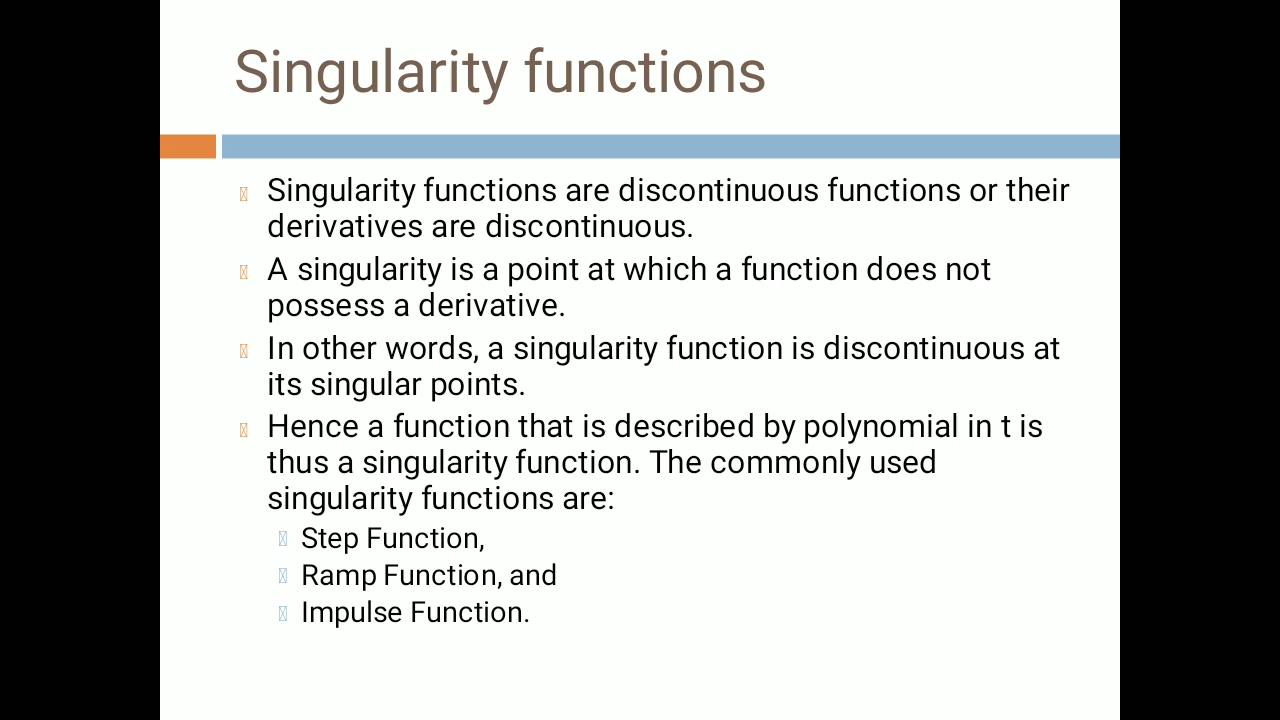 Singularity functions
Singularity functions are discontinuous functions or their
derivatives are discontinuous.
A singularity is a point at which a function does not
possess a derivative.
In other words, a singularity function is discontinuous at
its singular points.
Hence a function that is described by polynomial in t is
thus a singularity function. The commonly used
singularity functions are:
Step Function,
Ramp Function, and
Impulse Function.